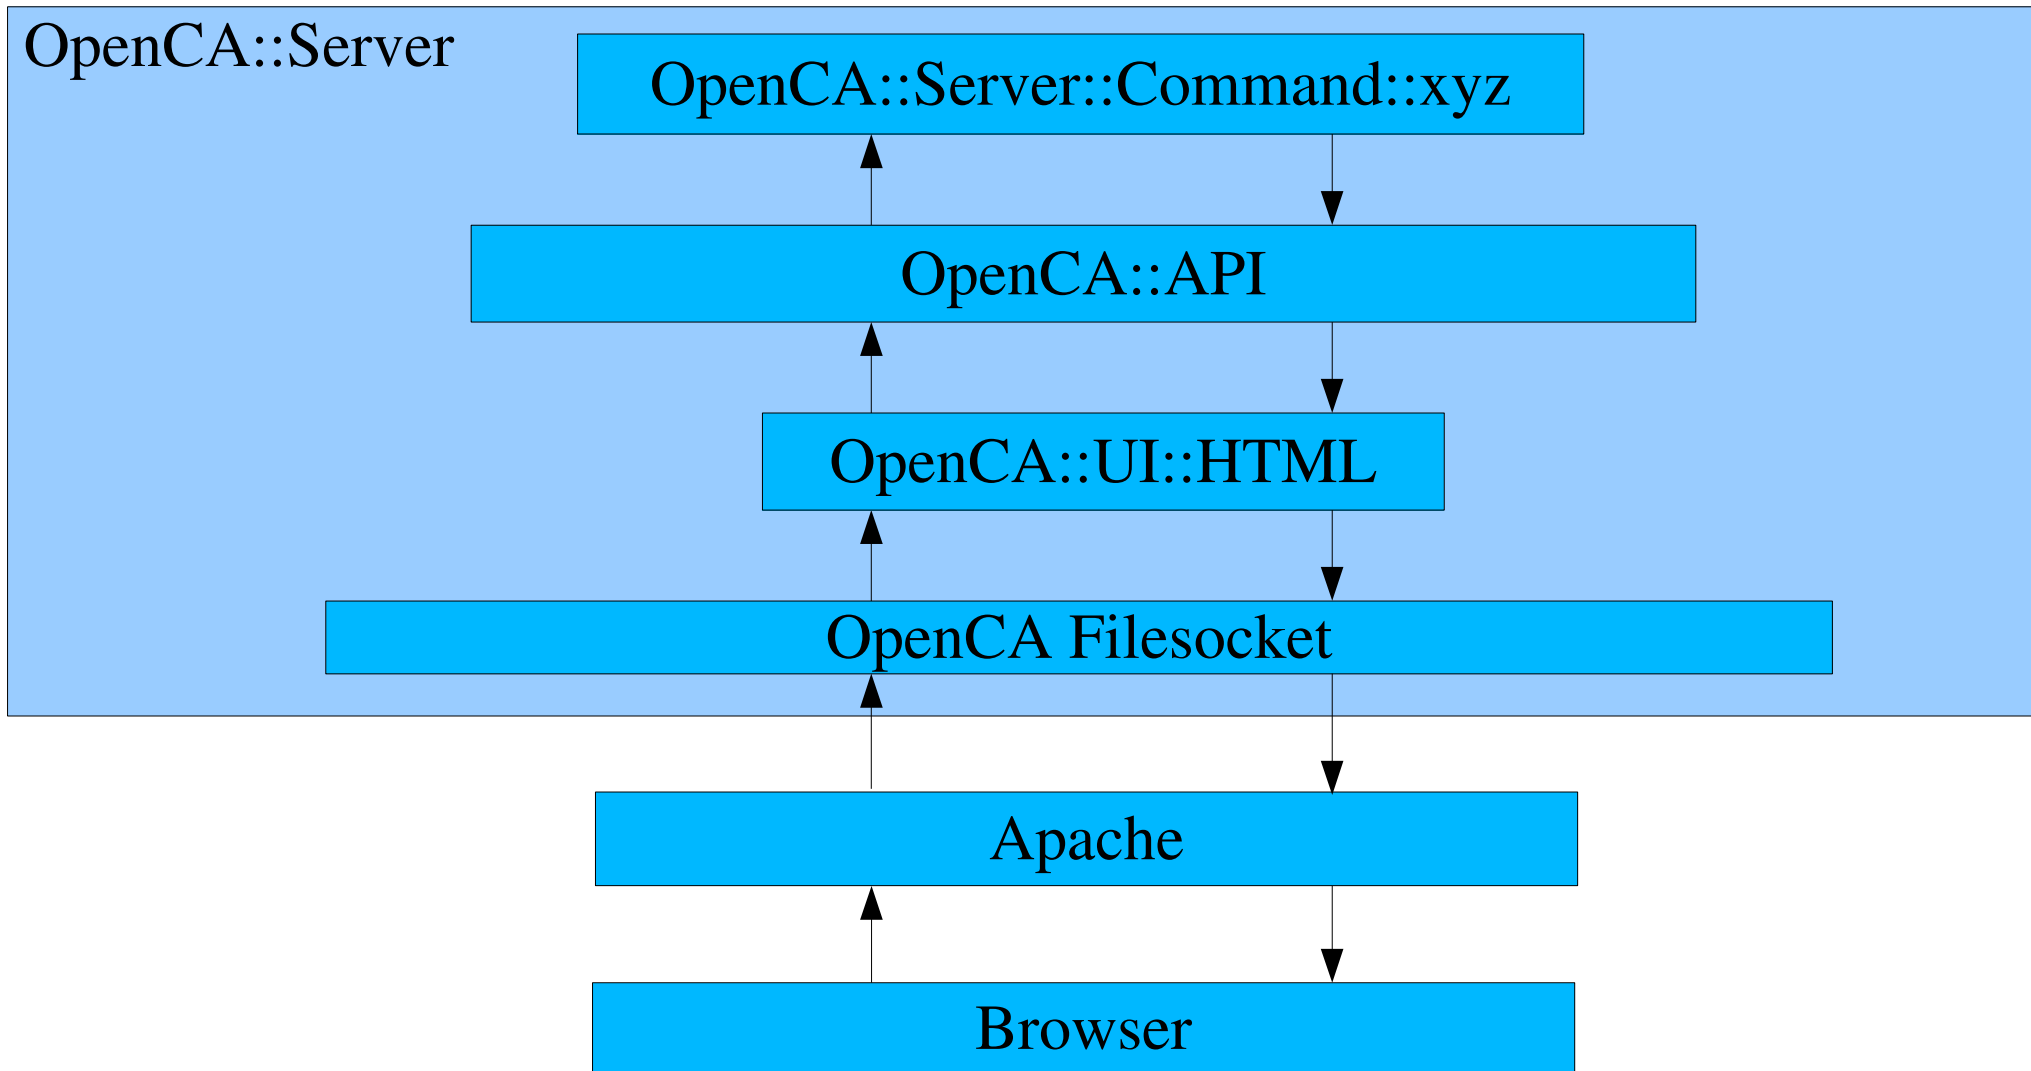 OpenCA::Server
OpenCA::Server::Command::xyz
OpenCA::API
OpenCA::UI::HTML
OpenCA Filesocket
Apache
Browser